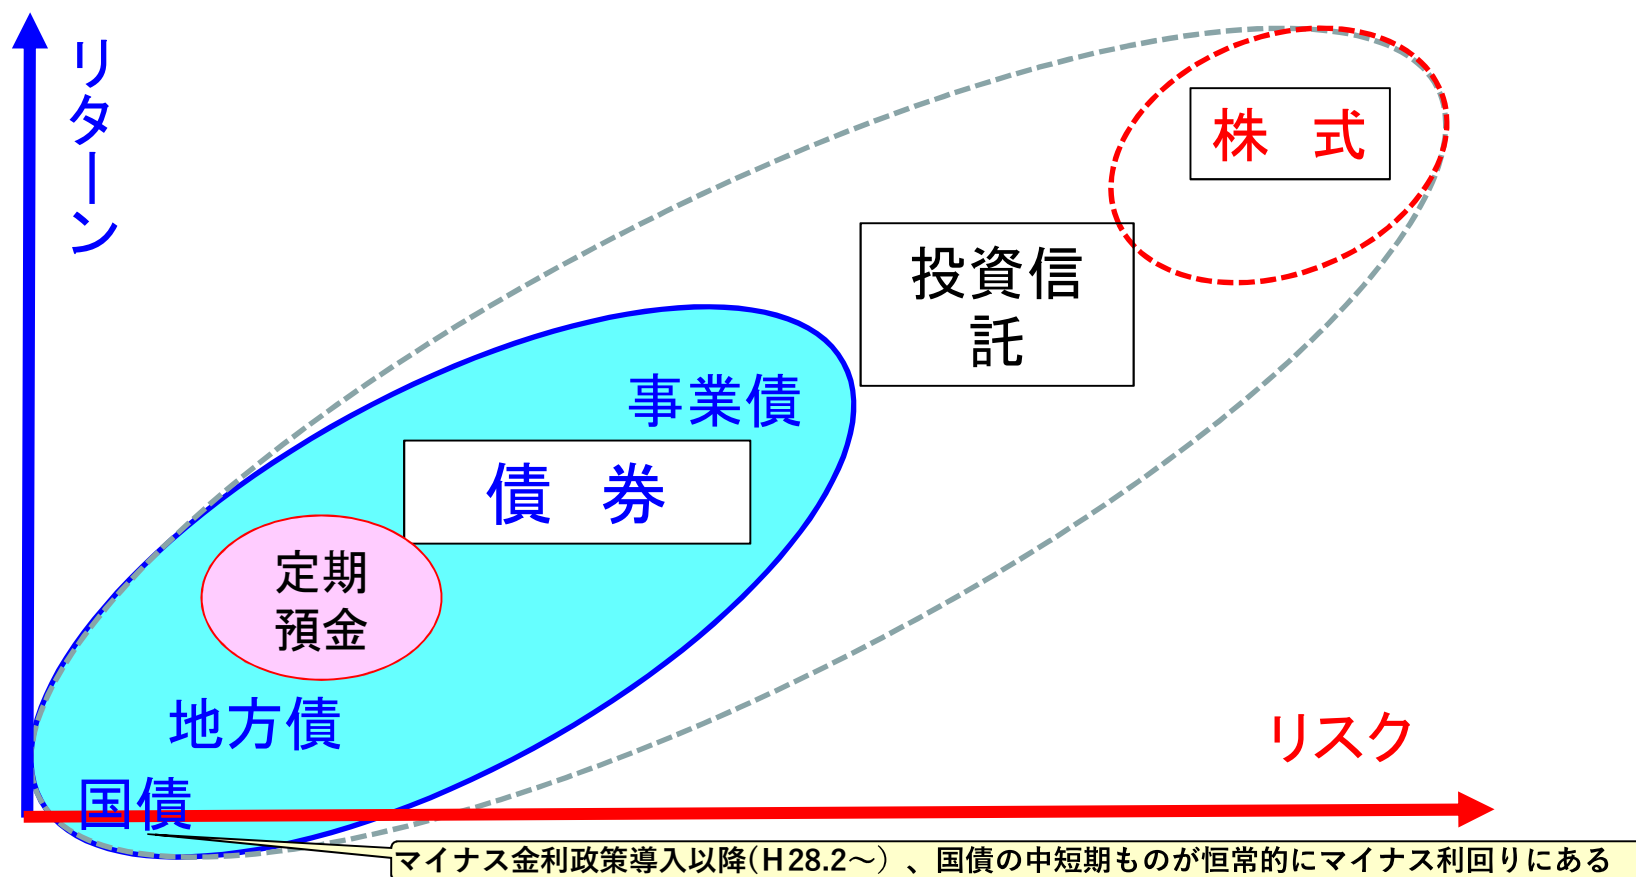 リターン
株　式
投資信
託
事業債
債　券
定期
預金
地方債
リスク
国債
マイナス金利政策導入以降(Ｈ28.2～）、国債の中短期ものが恒常的にマイナス利回りにある